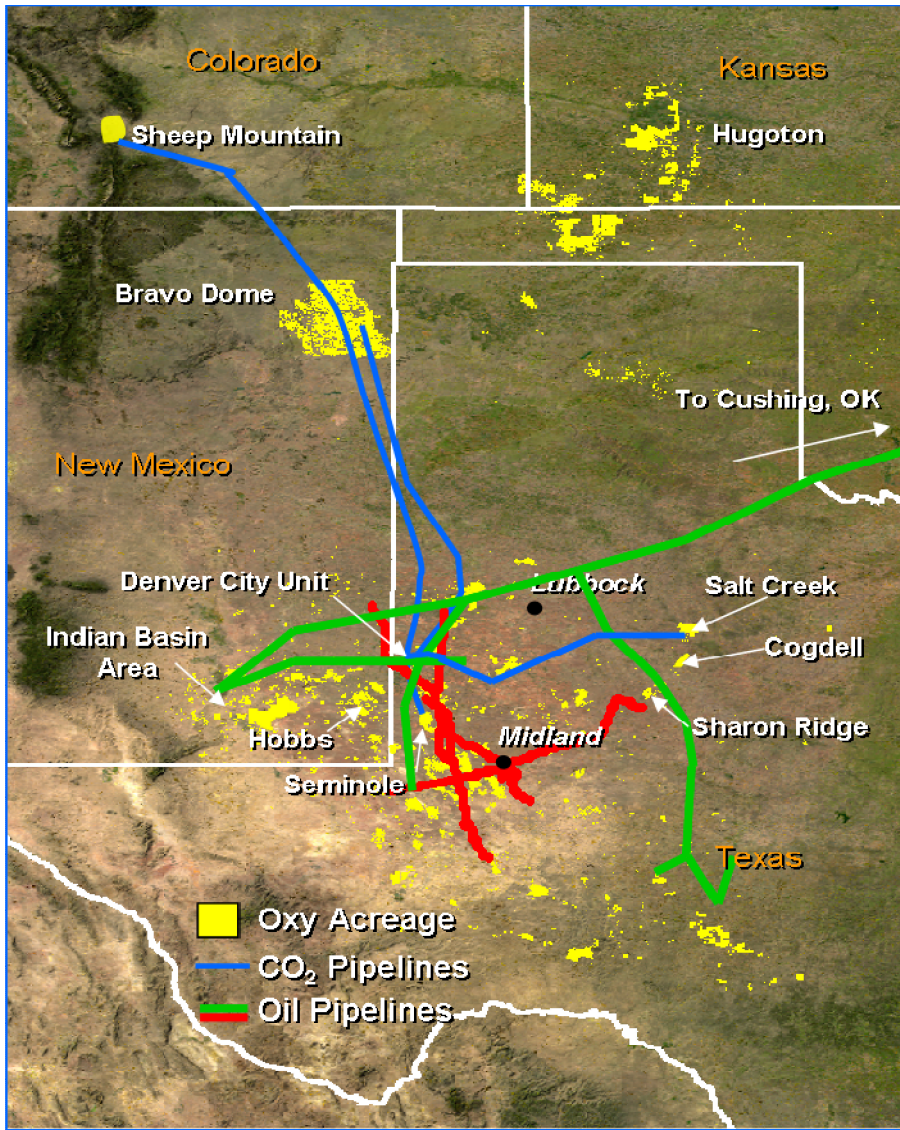 Colorado
Kansas
Sheep Mountain
Hugoton
Bravo Dome
To Cushing, OK
New Mexico
Denver City Unit
Lubbock
Salt Creek
Indian Basin
Area
Cogdell
Hobbs
Midland
Sharon Ridge
Seminole
Texas
Oxy Acreage
CO₂ Pipelines
Oil Pipelines